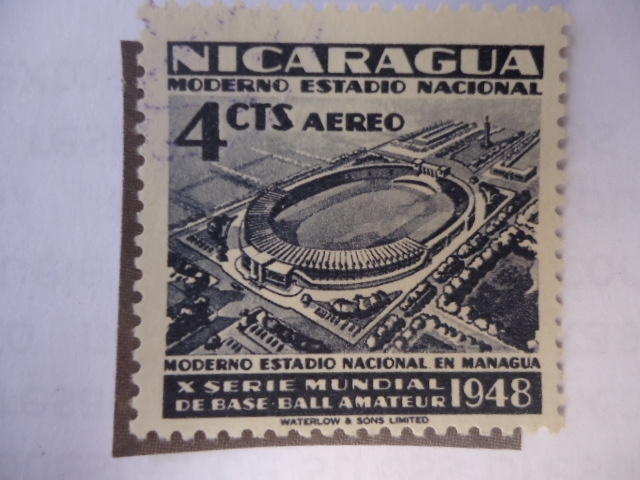 NICARAGUA
MODERNO ESTADIO NACIONAL
4 CTS AEREO
MODERNO ESTADIO NACIONAL EN MANAGUA
X SERIE MUNDIAL
DE BASE-BALL AMATEUR 1948
WATERLOW & SONS LIMITED